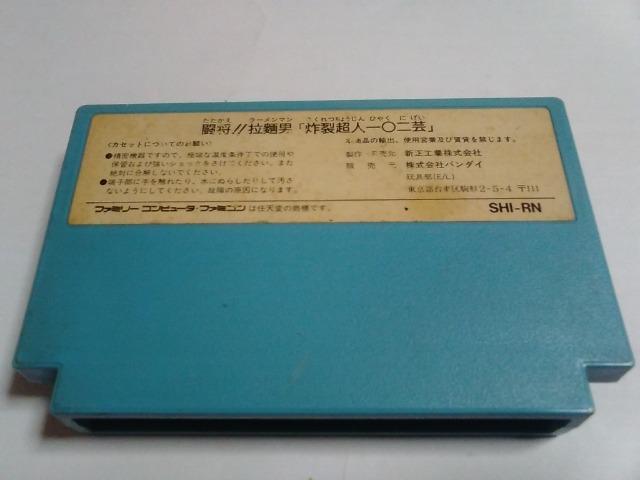 たたかえ ラーメンマン さくれつちょうじん ひゃく に げい
闘将!!拉麵男「炸裂超人一〇二芸」
〈カセットについてのお願い〉
●精密機器ですので、極端な温度条件下での使用や
保管および強いショックをさけてください。また
絶対に分解しないでください。
●端子部に手を触れたり、水にぬらしたりして汚さ
ないようにしてください。故障の原因になります。
本商品の輸出、使用営業及び賃貸を禁じます。
製作・発売元 新正工業株式会社
販売元 株式会社バンダイ
玩具部(E/L)
東京都台東区駒形2-5-4 〒111
ファミリーコンピュータ・ファミコンは任天堂の商標です。
SHI-RN